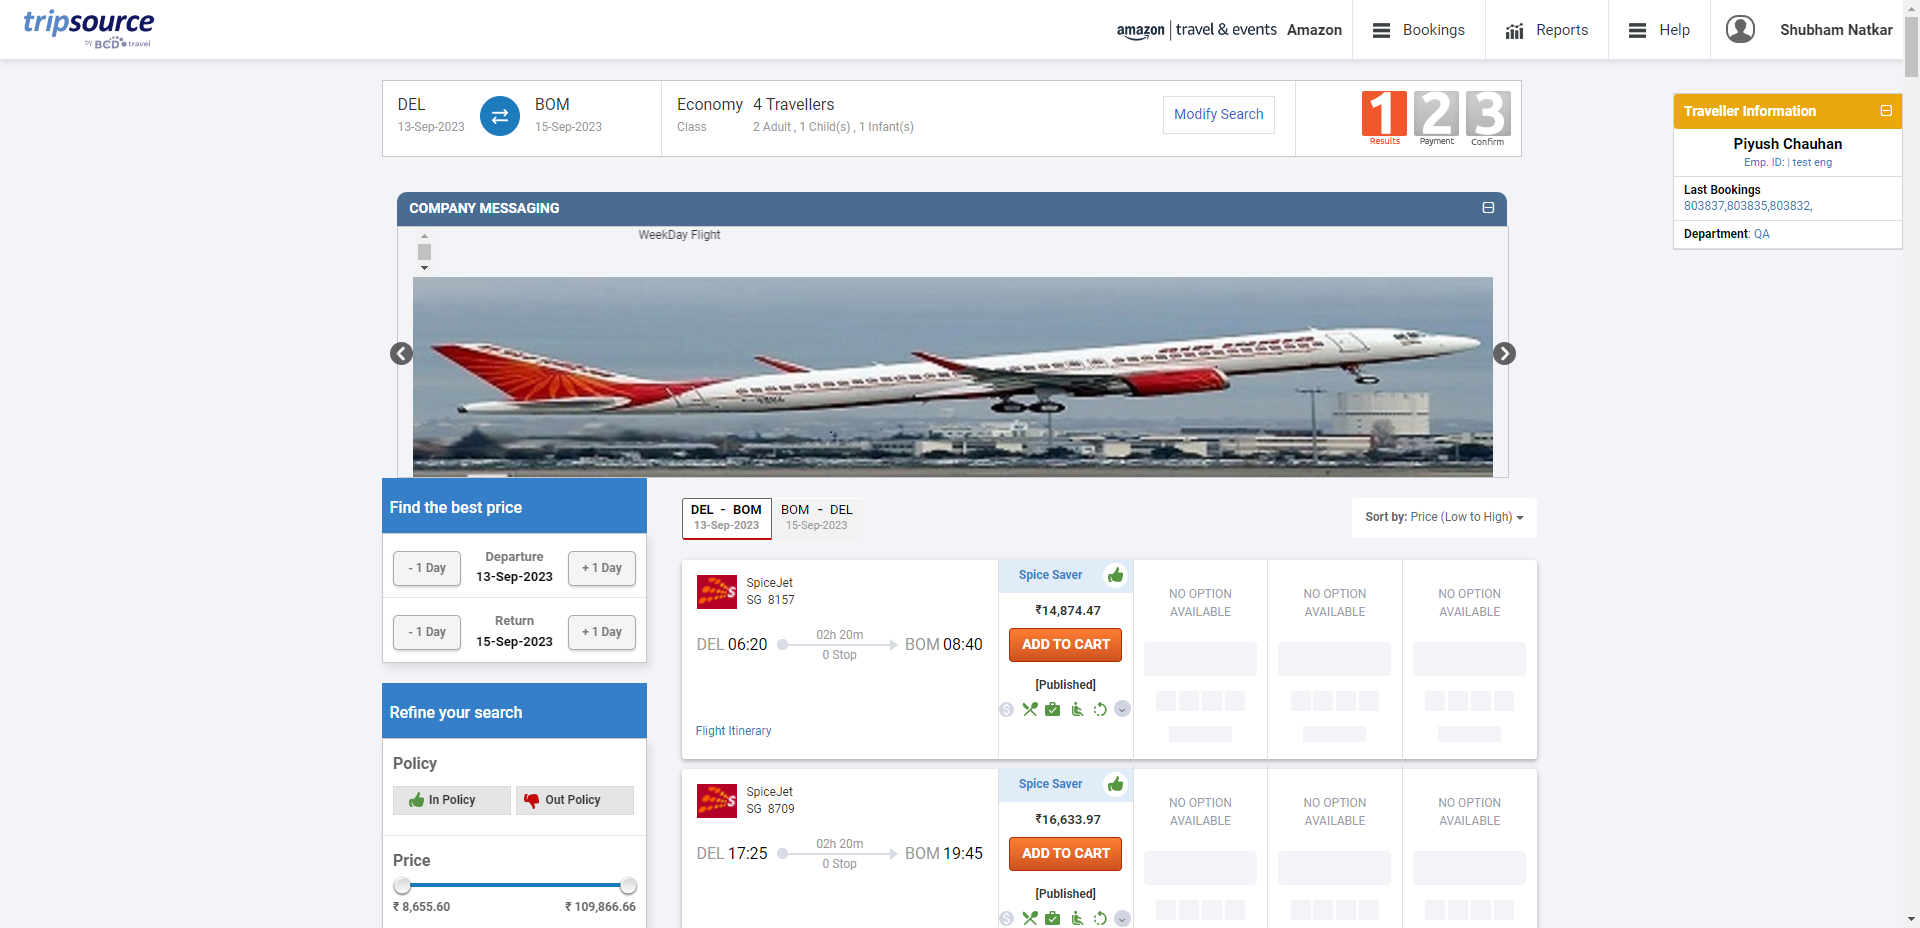 tripsource
by BCD travel
amazon travel & events Amazon
Bookings
Reports
Help
Shubham Natkar
DEL
13-Sep-2023
BOM
15-Sep-2023
Economy
Class
4 Travellers
2 Adult , 1 Child(s) , 1 Infant(s)
Modify Search
1 2 3
Results Payment Confirm
Traveller Information
Piyush Chauhan
Emp. ID: | test eng
Last Bookings
803837,803835,803832,
Department: QA
COMPANY MESSAGING
WeekDay Flight
Find the best price
- 1 Day
Departure
13-Sep-2023
+ 1 Day
- 1 Day
Return
15-Sep-2023
+ 1 Day
Refine your search
Policy
In Policy
Out Policy
Price
₹ 8,655.60
₹ 109,866.66
DEL - BOM
13-Sep-2023
BOM - DEL
15-Sep-2023
Sort by: Price (Low to High)
SpiceJet
SG 8157
DEL 06:20
02h 20m
0 Stop
BOM 08:40
Flight Itinerary
Spice Saver
₹14,874.47
ADD TO CART
[Published]
NO OPTION
AVAILABLE
NO OPTION
AVAILABLE
NO OPTION
AVAILABLE
SpiceJet
SG 8709
DEL 17:25
02h 20m
0 Stop
BOM 19:45
Spice Saver
₹16,633.97
ADD TO CART
[Published]
NO OPTION
AVAILABLE
NO OPTION
AVAILABLE
NO OPTION
AVAILABLE